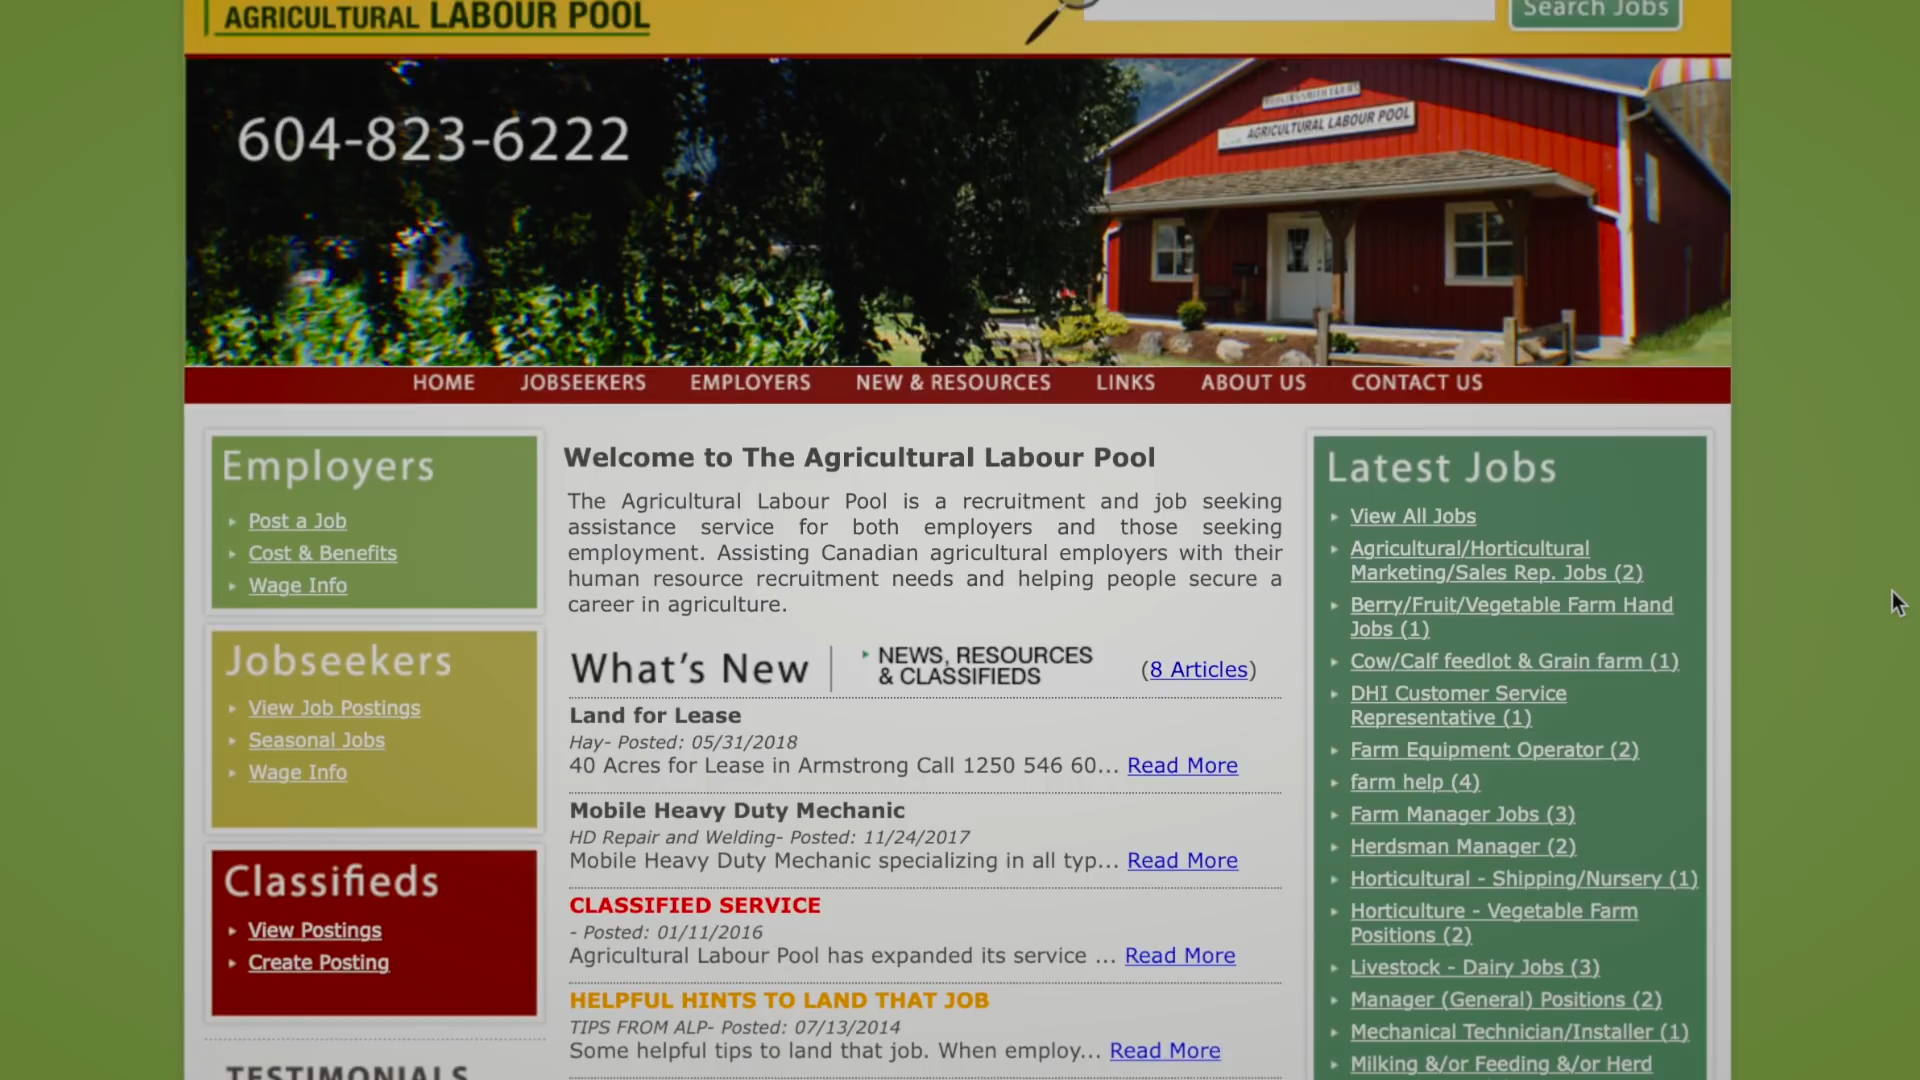 AGRICULTURAL LABOUR POOL
Search Jobs
604-823-6222
AGRICULTURAL LABOUR POOL
HOME JOBSEEKERS EMPLOYERS NEW & RESOURCES LINKS ABOUT US CONTACT US
Employers
Post a Job
Cost & Benefits
Wage Info
Jobseekers
View Job Postings
Seasonal Jobs
Wage Info
Classifieds
View Postings
Create Posting
TESTIMONIALS
Welcome to The Agricultural Labour Pool
The Agricultural Labour Pool is a recruitment and job seeking
assistance service for both employers and those seeking
employment. Assisting Canadian agricultural employers with their
human resource recruitment needs and helping people secure a
career in agriculture.
What's New
NEWS, RESOURCES
& CLASSIFIEDS
(8 Articles)
Land for Lease
Hay- Posted: 05/31/2018
40 Acres for Lease in Armstrong Call 1250 546 60... Read More
Mobile Heavy Duty Mechanic
HD Repair and Welding- Posted: 11/24/2017
Mobile Heavy Duty Mechanic specializing in all typ... Read More
CLASSIFIED SERVICE
- Posted: 01/11/2016
Agricultural Labour Pool has expanded its service ... Read More
HELPFUL HINTS TO LAND THAT JOB
TIPS FROM ALP- Posted: 07/13/2014
Some helpful tips to land that job. When employ... Read More
Latest Jobs
View All Jobs
Agricultural/Horticultural
Marketing/Sales Rep. Jobs (2)
Berry/Fruit/Vegetable Farm Hand
Jobs (1)
Cow/Calf feedlot & Grain farm (1)
DHI Customer Service
Representative (1)
Farm Equipment Operator (2)
farm help (4)
Farm Manager Jobs (3)
Herdsman Manager (2)
Horticultural - Shipping/Nursery (1)
Horticulture - Vegetable Farm
Positions (2)
Livestock - Dairy Jobs (3)
Manager (General) Positions (2)
Mechanical Technician/Installer (1)
Milking &/or Feeding &/or Herd